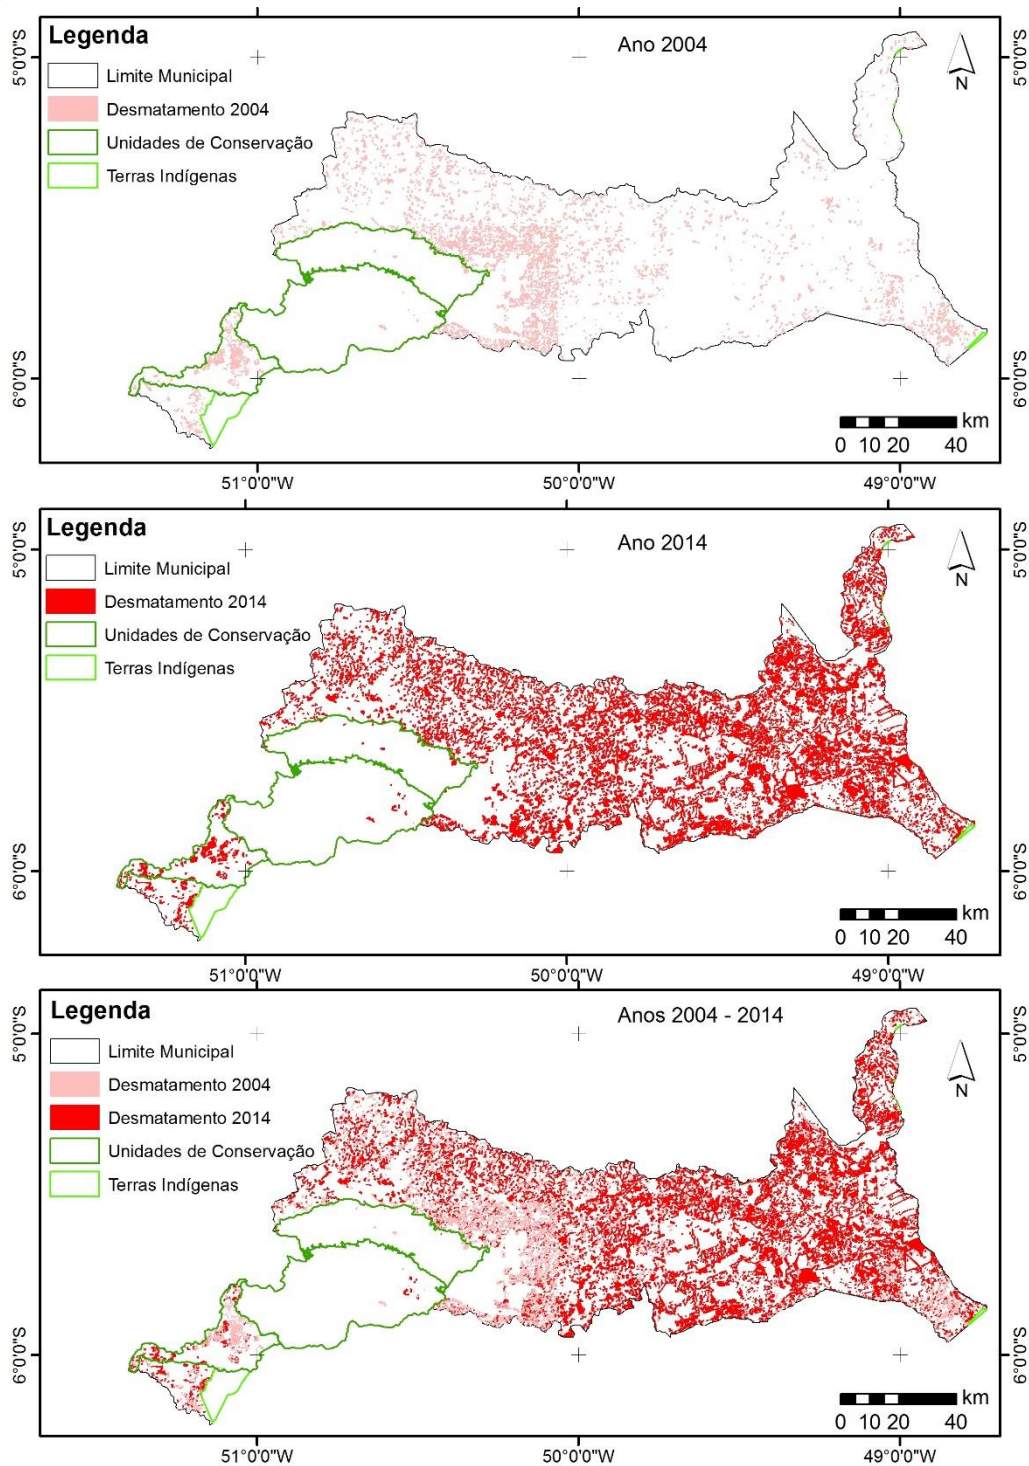 Legenda
Ano 2004
Limite Municipal
Desmatamento 2004
Unidades de Conservação
Terras Indígenas
N
km
0 10 20 40
5°0'0"S
6°0'0"S
5°0'0"S
6°0'0"S
51°0'0"W 50°0'0"W 49°0'0"W
Legenda
Ano 2014
Limite Municipal
Desmatamento 2014
Unidades de Conservação
Terras Indígenas
N
km
0 10 20 40
5°0'0"S
6°0'0"S
5°0'0"S
6°0'0"S
51°0'0"W 50°0'0"W 49°0'0"W
Legenda
Anos 2004 - 2014
Limite Municipal
Desmatamento 2004
Desmatamento 2014
Unidades de Conservação
Terras Indígenas
N
km
0 10 20 40
5°0'0"S
6°0'0"S
5°0'0"S
6°0'0"S
51°0'0"W 50°0'0"W 49°0'0"W